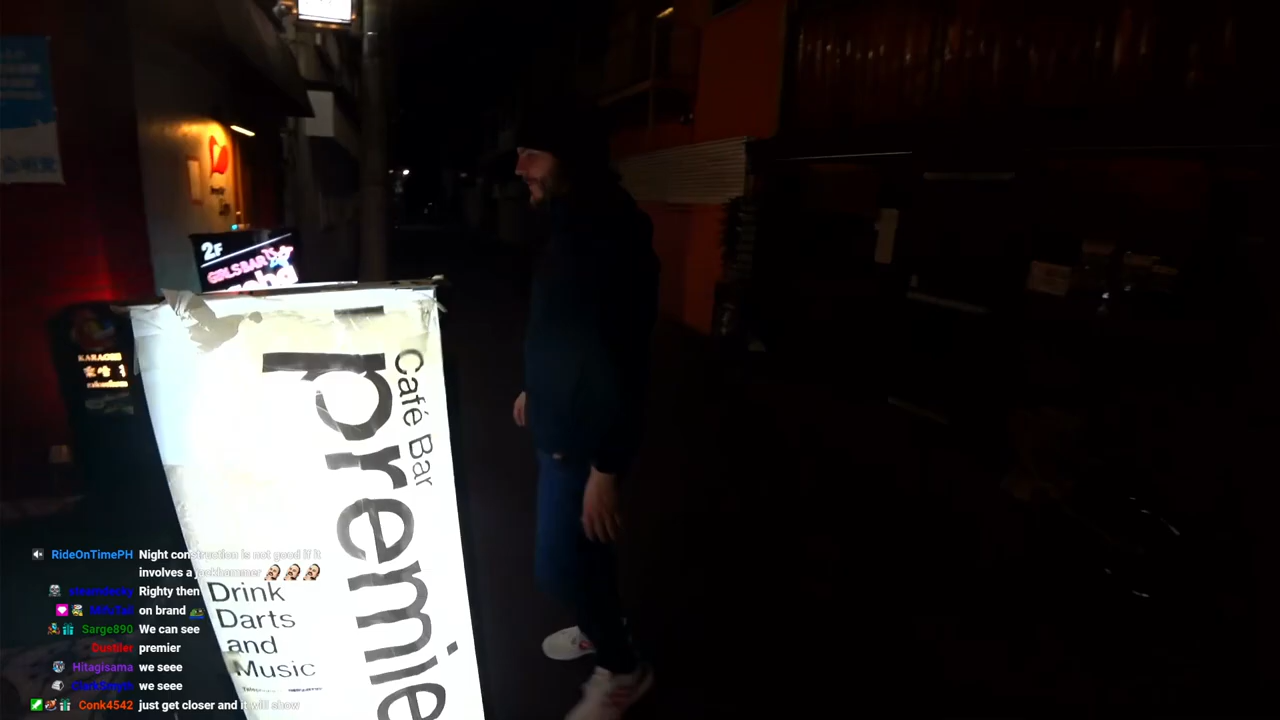 2F
GIRLS BAR
KARAOKE
Café Bar
premie
Drink
Darts
and
Music
RideOnTimePH Night construction is not good if it
involves a jackhammer
Righty then
on brand
Sarge890 We can see
Dustiler premier
Hitagisama we seee
ClarkSmyth we seee
Conk4542 just get closer and it will show